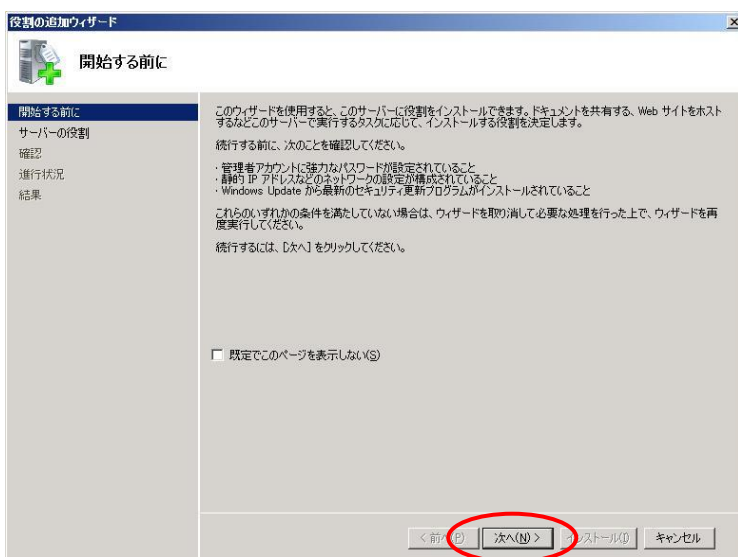 役割の追加ウィザード
開始する前に
開始する前に
サーバーの役割
確認
進行状況
結果
このウィザードを使用すると、このサーバーに役割をインストールできます。ドキュメントを共有する、Web サイトをホスト
するなどこのサーバーで実行するタスクに応じて、インストールする役割を決定します。
続行する前に、次のことを確認してください。
・管理者アカウントに強力なパスワードが設定されていること
・静的 IP アドレスなどのネットワークの設定が構成されていること
・Windows Update から最新のセキュリティ更新プログラムがインストールされていること
これらのいずれかの条件を満たしていない場合は、ウィザードを取り消して必要な処理を行った上で、ウィザードを再
度実行してください。
続行するには、[次へ] をクリックしてください。
既定でこのページを表示しない(S)
< 前へ(P) 次へ(N) > インストール(I) キャンセル